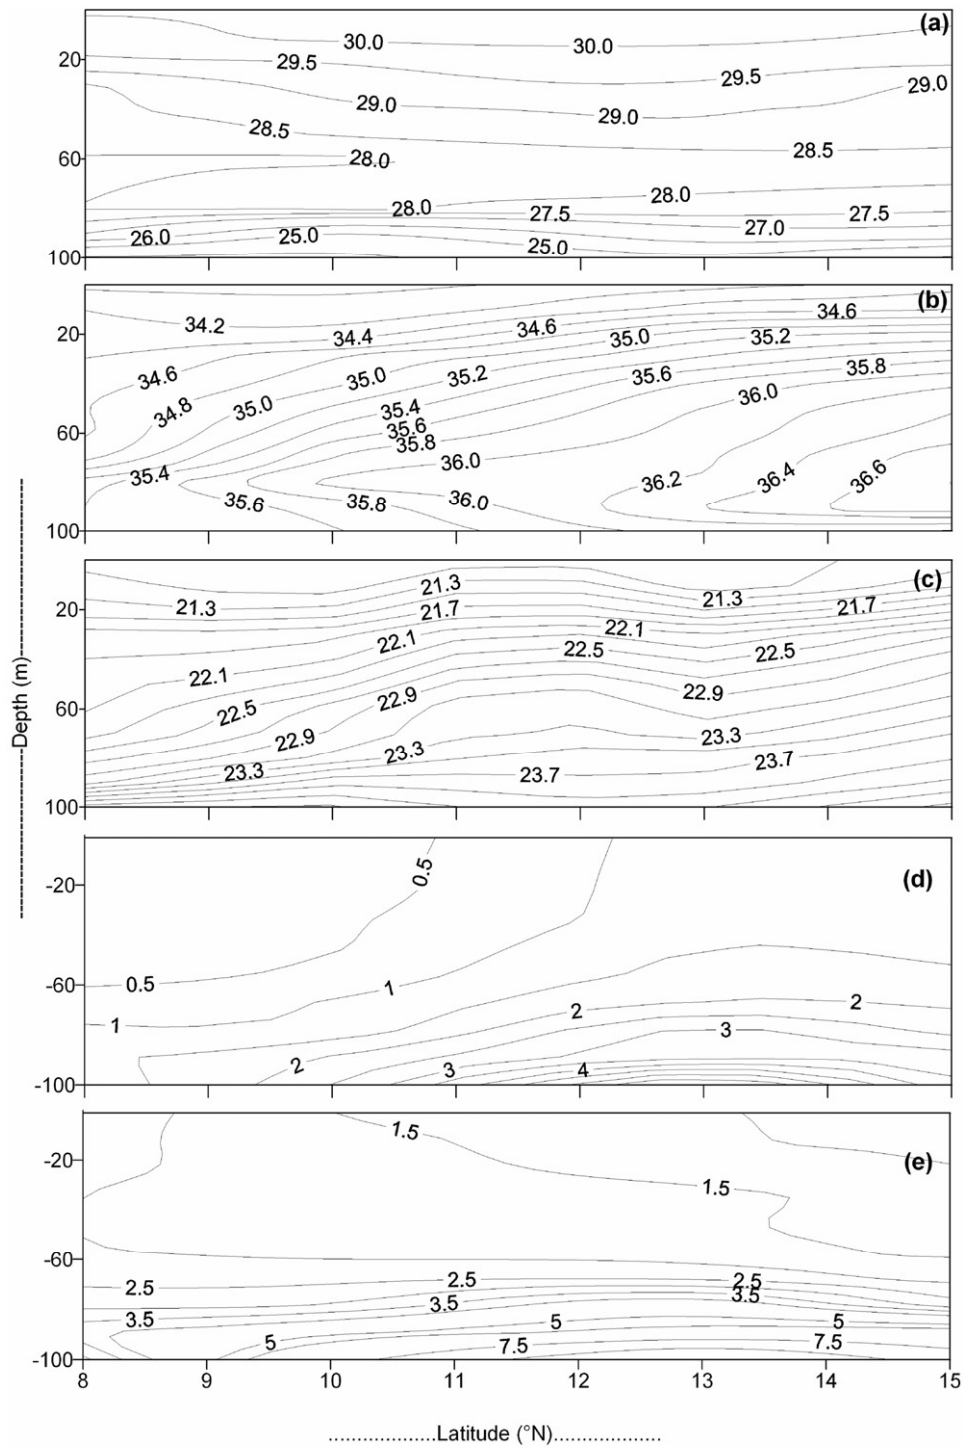 (a)
30.0 30.0
20
29.5 29.5
29.0 29.0 29.0
28.5 28.5
60 28.0
28.0 28.0
27.5 27.5
27.0
26.0 25.0 25.0
100
(b)
34.2 34.4 34.6 34.6
20
35.0 35.2
34.6 35.0 35.2 35.6 35.8
34.8 35.0 35.4 36.0
35.6
60 35.8
36.0
35.4 36.2 36.4 36.6
35.6 35.8 36.0
100
(c)
21.3 21.3
20 21.3 21.7 21.7
22.1 22.1
22.5 22.5
22.1 22.9 22.9
22.5
60
22.9 23.3 23.3
23.3 23.7 23.7
100
Depth (m)
(d)
0.5
-20
-60 0.5 1
1 2 2
3
2 3 4
-100
(e)
1.5
-20
1.5
-60
2.5 2.5 2.5
3.5 3.5 3.5
5 5
5 7.5 7.5
-100
8 9 10 11 12 13 14 15
...................Latitude (°N)...................